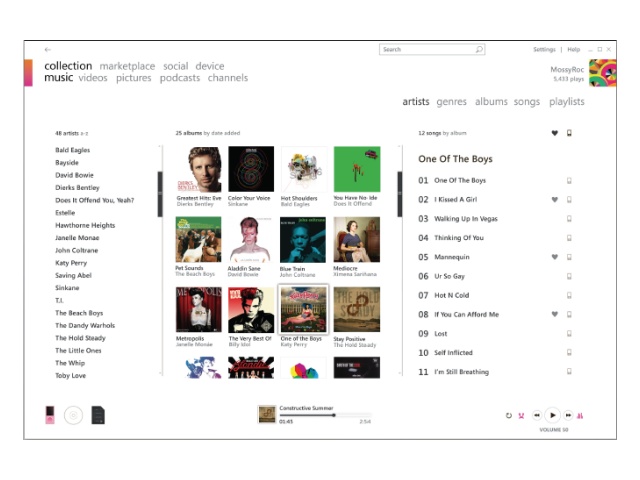 Search
Settings | Help
collection marketplace social device
music videos pictures podcasts channels
MossyRoc
5,433 plays
artists genres albums songs playlists
48 artists a-z
25 albums by date added
12 songs by album
Bald Eagles
Bayside
David Bowie
Dierks Bentley
Does It Offend You, Yeah?
Estelle
Hawthorne Heights
Janelle Monae
John Coltrane
Katy Perry
Saving Abel
Sinkane
T.I.
The Beach Boys
The Dandy Warhols
The Hold Steady
The Little Ones
The Whip
Toby Love
Greatest Hits: Eve
Dierks Bentley
Color Your Voice
Sinkane
Hot Shoulders
Bald Eagles
You Have No Ide
Does It Offend
Pet Sounds
The Beach Boys
Aladdin Sane
David Bowie
Blue Train
John Coltrane
Mediocre
Ximena Sarinana
Metropolis
Janelle Monae
The Very Best Of
Billy Idol
One of the Boys
Katy Perry
Stay Positive
The Hold Steady
One Of The Boys
01 One Of The Boys
02 I Kissed A Girl
03 Walking Up In Vegas
04 Thinking Of You
05 Mannequin
06 Ur So Gay
07 Hot N Cold
08 If You Can Afford Me
09 Lost
10 Self Inflicted
11 I'm Still Breathing
Constructive Summer
01:45
2:54
VOLUME 50